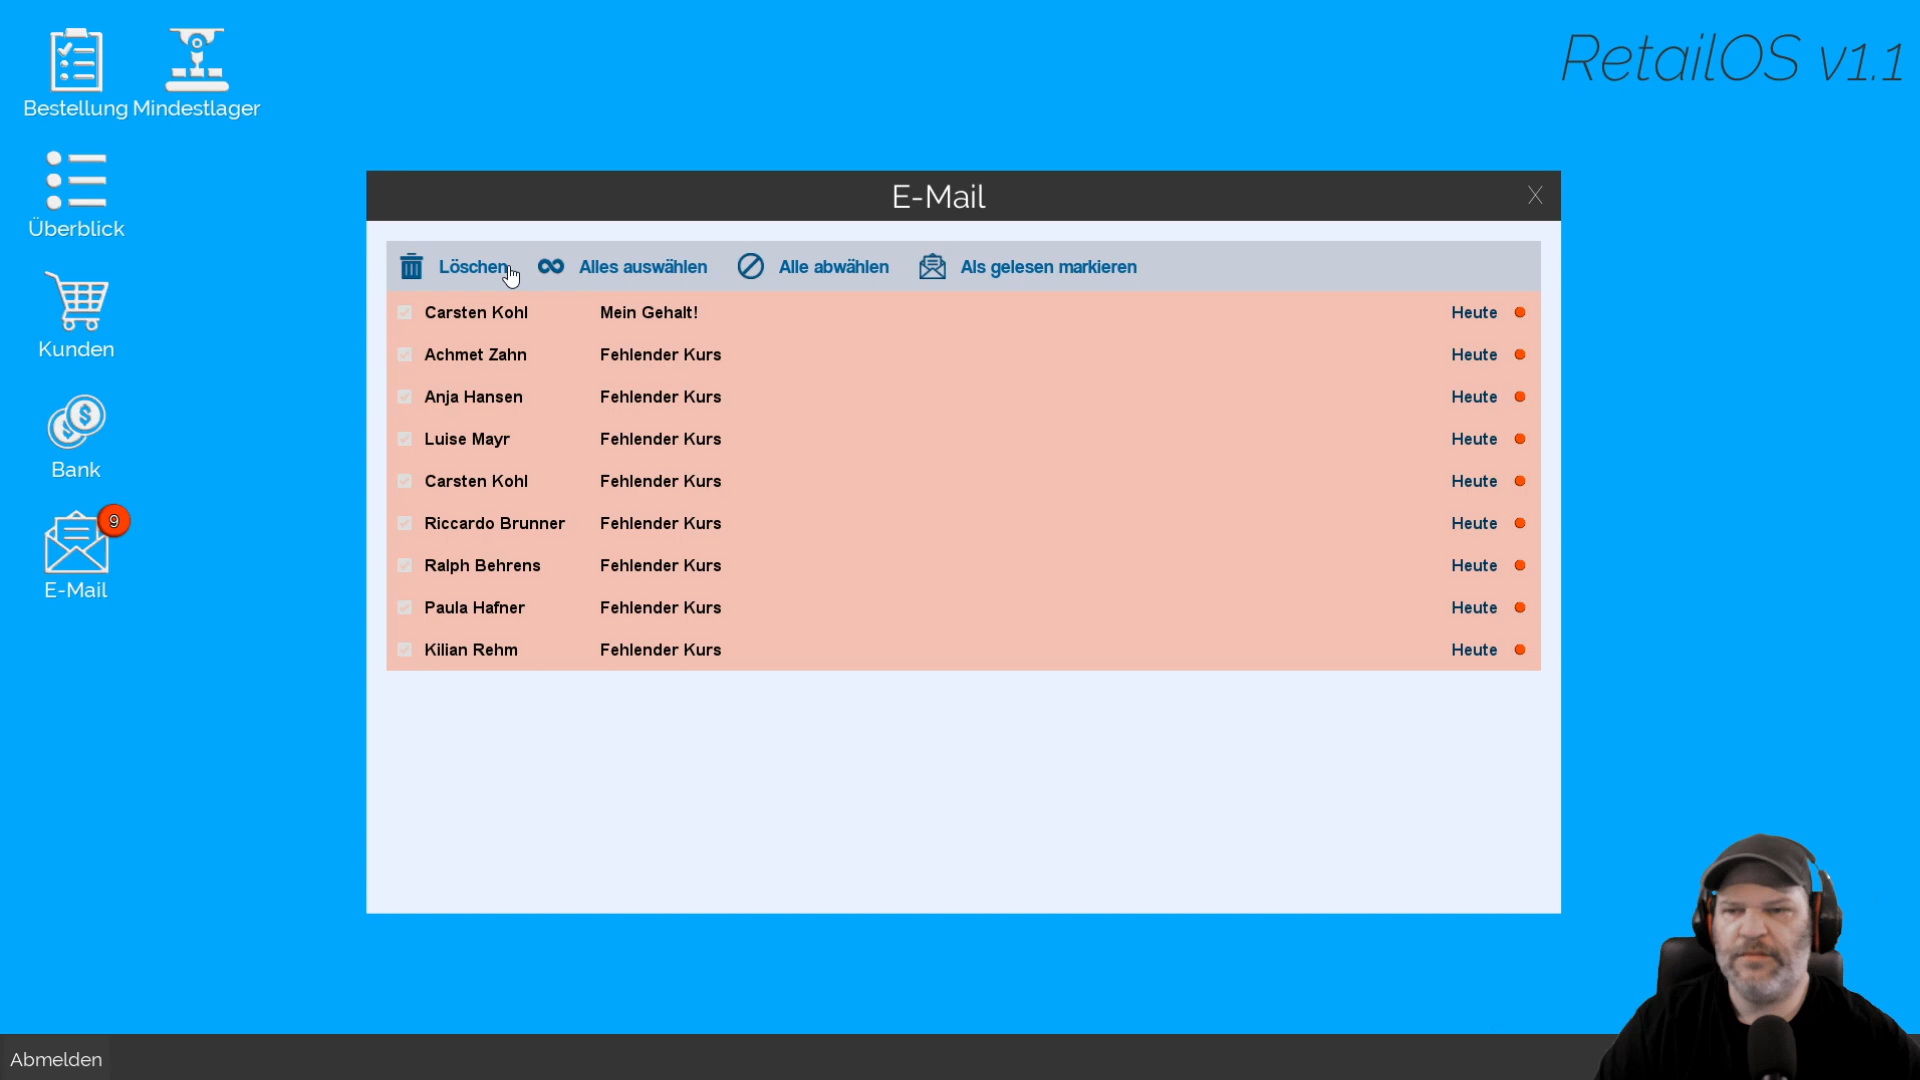 Bestellung Mindestlager
RetailOS v1.1
Überblick
Kunden
Bank
9
E-Mail
E-Mail X
Löschen Alles auswählen Alle abwählen Als gelesen markieren
Carsten Kohl Mein Gehalt! Heute
Achmet Zahn Fehlender Kurs Heute
Anja Hansen Fehlender Kurs Heute
Luise Mayr Fehlender Kurs Heute
Carsten Kohl Fehlender Kurs Heute
Riccardo Brunner Fehlender Kurs Heute
Ralph Behrens Fehlender Kurs Heute
Paula Hafner Fehlender Kurs Heute
Kilian Rehm Fehlender Kurs Heute
Abmelden